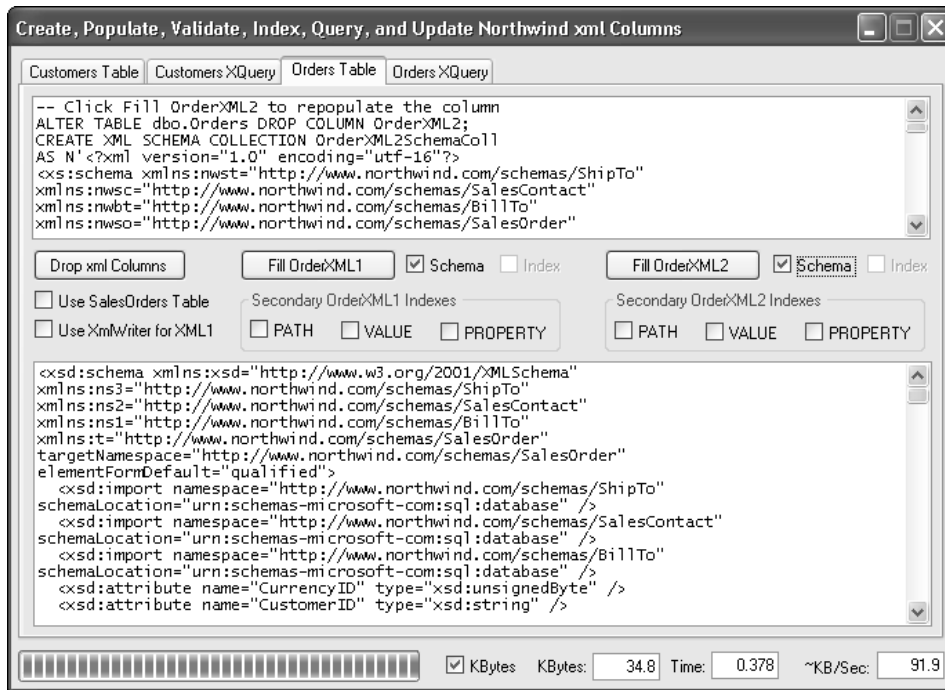 Create, Populate, Validate, Index, Query, and Update Northwind xml Columns
Customers Table Customers XQuery Orders Table Orders XQuery
-- Click Fill OrderXML2 to repopulate the column
ALTER TABLE dbo.Orders DROP COLUMN OrderXML2;
CREATE XML SCHEMA COLLECTION OrderXML2SchemaColl
AS N'<?xml version="1.0" encoding="utf-16"?>
<xs:schema xmlns:nwst="http://www.northwind.com/schemas/ShipTo"
xmlns:nwsc="http://www.northwind.com/schemas/SalesContact"
xmlns:nwbt="http://www.northwind.com/schemas/BillTo"
xmlns:nwso="http://www.northwind.com/schemas/SalesOrder"
Drop xml Columns Fill OrderXML1 Schema Index Fill OrderXML2 Schema Index
Use SalesOrders Table Secondary OrderXML1 Indexes Secondary OrderXML2 Indexes
Use XmlWriter for XML1 PATH VALUE PROPERTY PATH VALUE PROPERTY
<xsd:schema xmlns:xsd="http://www.w3.org/2001/XMLSchema"
xmlns:ns3="http://www.northwind.com/schemas/ShipTo"
xmlns:ns2="http://www.northwind.com/schemas/SalesContact"
xmlns:ns1="http://www.northwind.com/schemas/BillTo"
xmlns:t="http://www.northwind.com/schemas/SalesOrder"
targetNamespace="http://www.northwind.com/schemas/SalesOrder"
elementFormDefault="qualified">
<xsd:import namespace="http://www.northwind.com/schemas/ShipTo"
schemaLocation="urn:schemas-microsoft-com:sql:database" />
<xsd:import namespace="http://www.northwind.com/schemas/SalesContact"
schemaLocation="urn:schemas-microsoft-com:sql:database" />
<xsd:import namespace="http://www.northwind.com/schemas/BillTo"
schemaLocation="urn:schemas-microsoft-com:sql:database" />
<xsd:attribute name="CurrencyID" type="xsd:unsignedByte" />
<xsd:attribute name="CustomerID" type="xsd:string" />
KBytes KBytes: 34.8 Time: 0.378 ~KB/Sec: 91.9